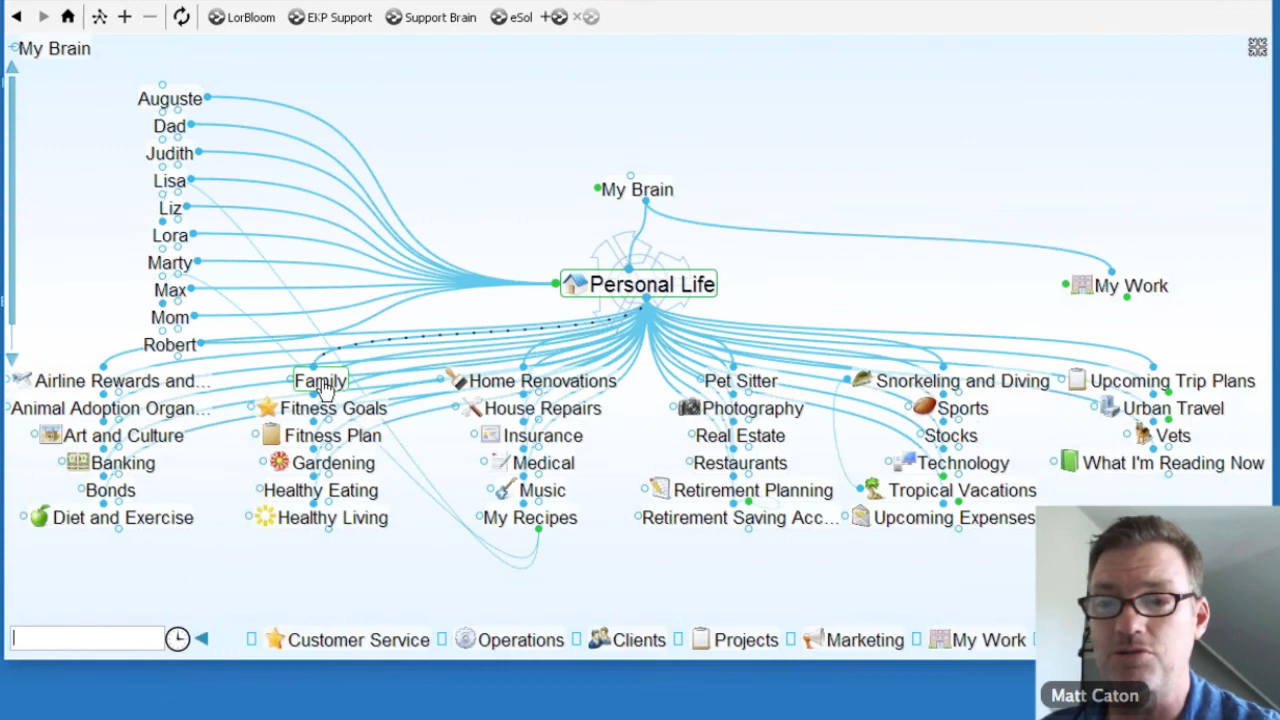 LorBloom EKP Support Support Brain eSol
My Brain
Auguste
Dad
Judith
Lisa
Liz
Lora
Marty
Max
Mom
Robert
My Brain
Personal Life
My Work
Airline Rewards and...
Animal Adoption Organ...
Art and Culture
Banking
Bonds
Diet and Exercise
Family
Fitness Goals
Fitness Plan
Gardening
Healthy Eating
Healthy Living
Home Renovations
House Repairs
Insurance
Medical
Music
My Recipes
Pet Sitter
Photography
Real Estate
Restaurants
Retirement Planning
Retirement Saving Acc...
Snorkeling and Diving
Sports
Stocks
Technology
Tropical Vacations
Upcoming Expenses
Upcoming Trip Plans
Urban Travel
Vets
What I'm Reading Now
Customer Service Operations Clients Projects Marketing My Work
Matt Caton